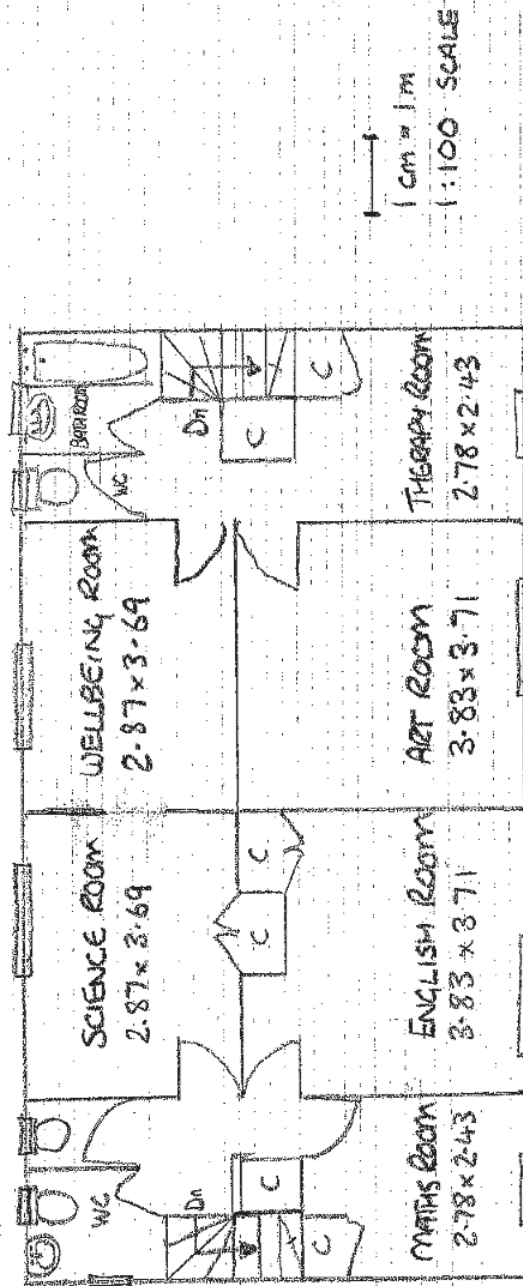 WC
SCIENCE ROOM
2.87 x 3.69
WELLBEING ROOM
2.87 x 3.69
WC
BATHROOM
Dn
C
C
C
Dn
C
C
C
MATHS ROOM
2.78 x 2.43
ENGLISH ROOM
3.83 x 3.71
ART ROOM
3.83 x 3.71
THERAPY ROOM
2.78 x 2.43
1 cm = 1 m
1:100 SCALE